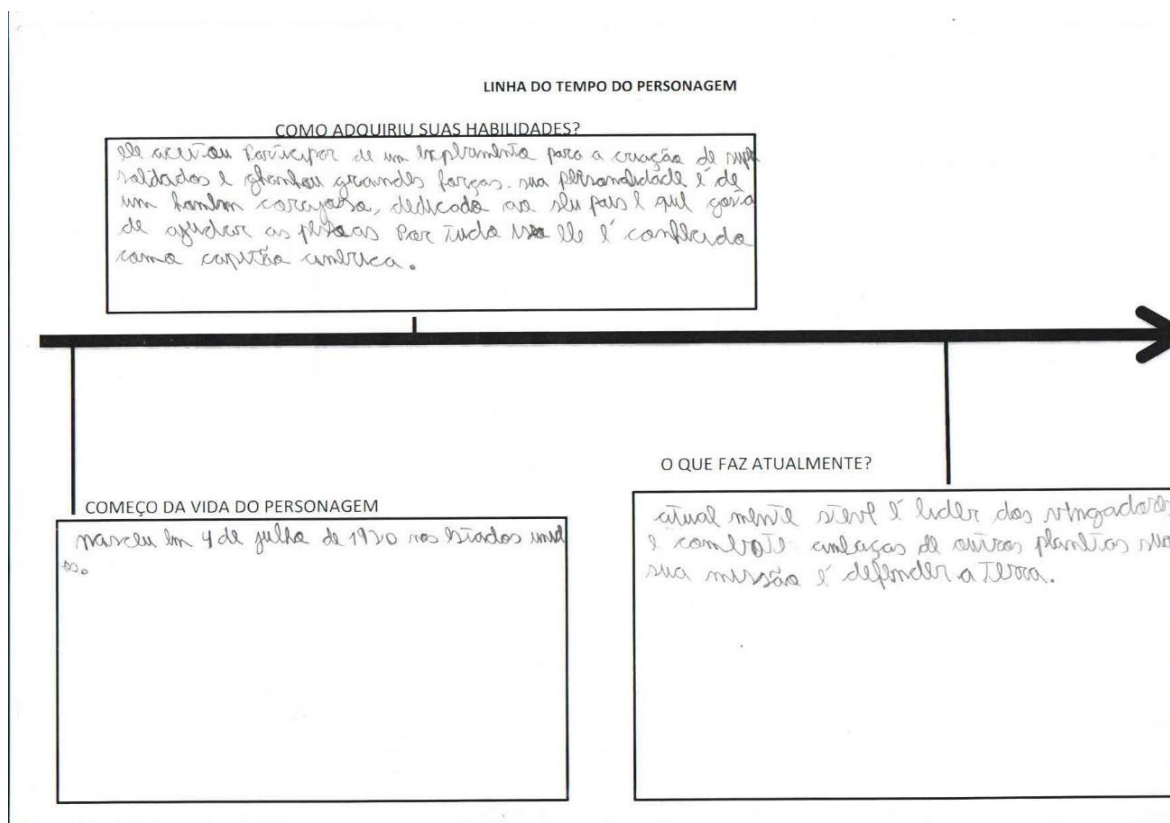 LINHA DO TEMPO DO PERSONAGEM
COMO ADQUIRIU SUAS HABILIDADES?
ele aceitou Participar de um para a criação de
saldados e ghanhou grandes forças. sua personalidade é de
um homem corajoso, dedicado ao seu pais e que gosta
de ajudar as pessoas Por Tudo isso ele é conhecido
como capitão america.
COMEÇO DA VIDA DO PERSONAGEM
nasceu em 4 de julho de 1920 nos Estados unid
os.
O QUE FAZ ATUALMENTE?
atual mente steve é lider dos vingadores
e combate ameaças de outros planetas sua
sua missão é defender a Terra.